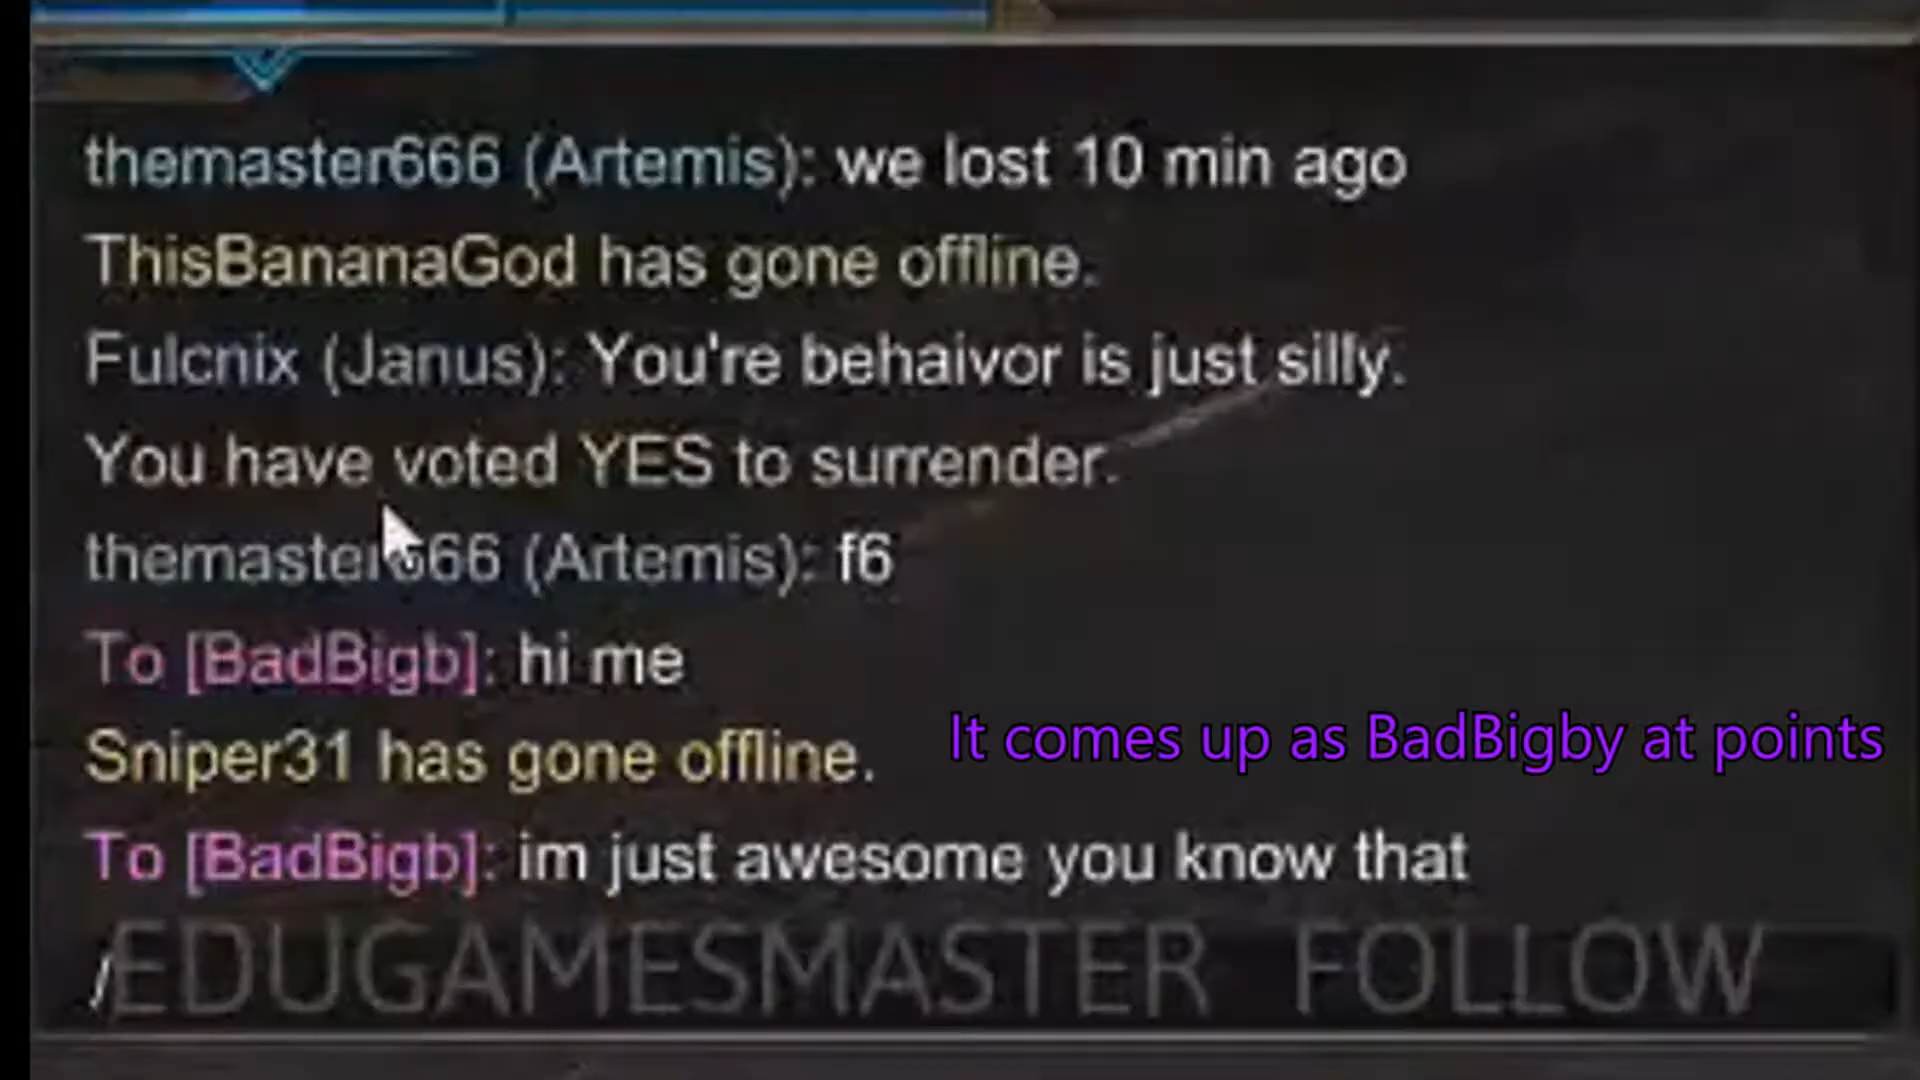 themaster666 (Artemis): we lost 10 min ago
ThisBananaGod has gone offline.
Fulcnix (Janus): You're behaivor is just silly.
You have voted YES to surrender.
themaster666 (Artemis): f6
To [BadBigb]: hi me
Sniper31 has gone offline.
It comes up as BadBigby at points
To [BadBigb]: im just awesome you know that
/EDUGAMESMASTER FOLLOW